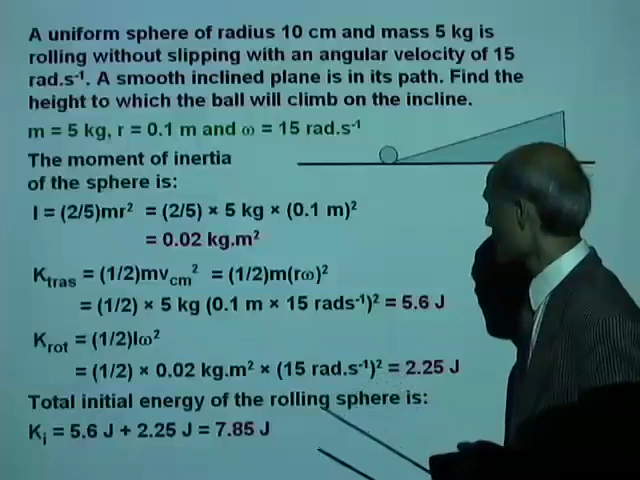 A uniform sphere of radius 10 cm and mass 5 kg is
rolling without slipping with an angular velocity of 15
rad.s⁻¹. A smooth inclined plane is in its path. Find the
height to which the ball will climb on the incline.
m = 5 kg, r = 0.1 m and ω = 15 rad.s⁻¹
The moment of inertia
of the sphere is:
I = (2/5)mr² = (2/5) × 5 kg × (0.1 m)²
= 0.02 kg.m²
Kₜᵣₐₛ = (1/2)mv_cm² = (1/2)m(rω)²
= (1/2) × 5 kg (0.1 m × 15 rads⁻¹)² = 5.6 J
Kᵣₒₜ = (1/2)Iω²
= (1/2) × 0.02 kg.m² × (15 rad.s⁻¹)² = 2.25 J
Total initial energy of the rolling sphere is:
Kᵢ = 5.6 J + 2.25 J = 7.85 J